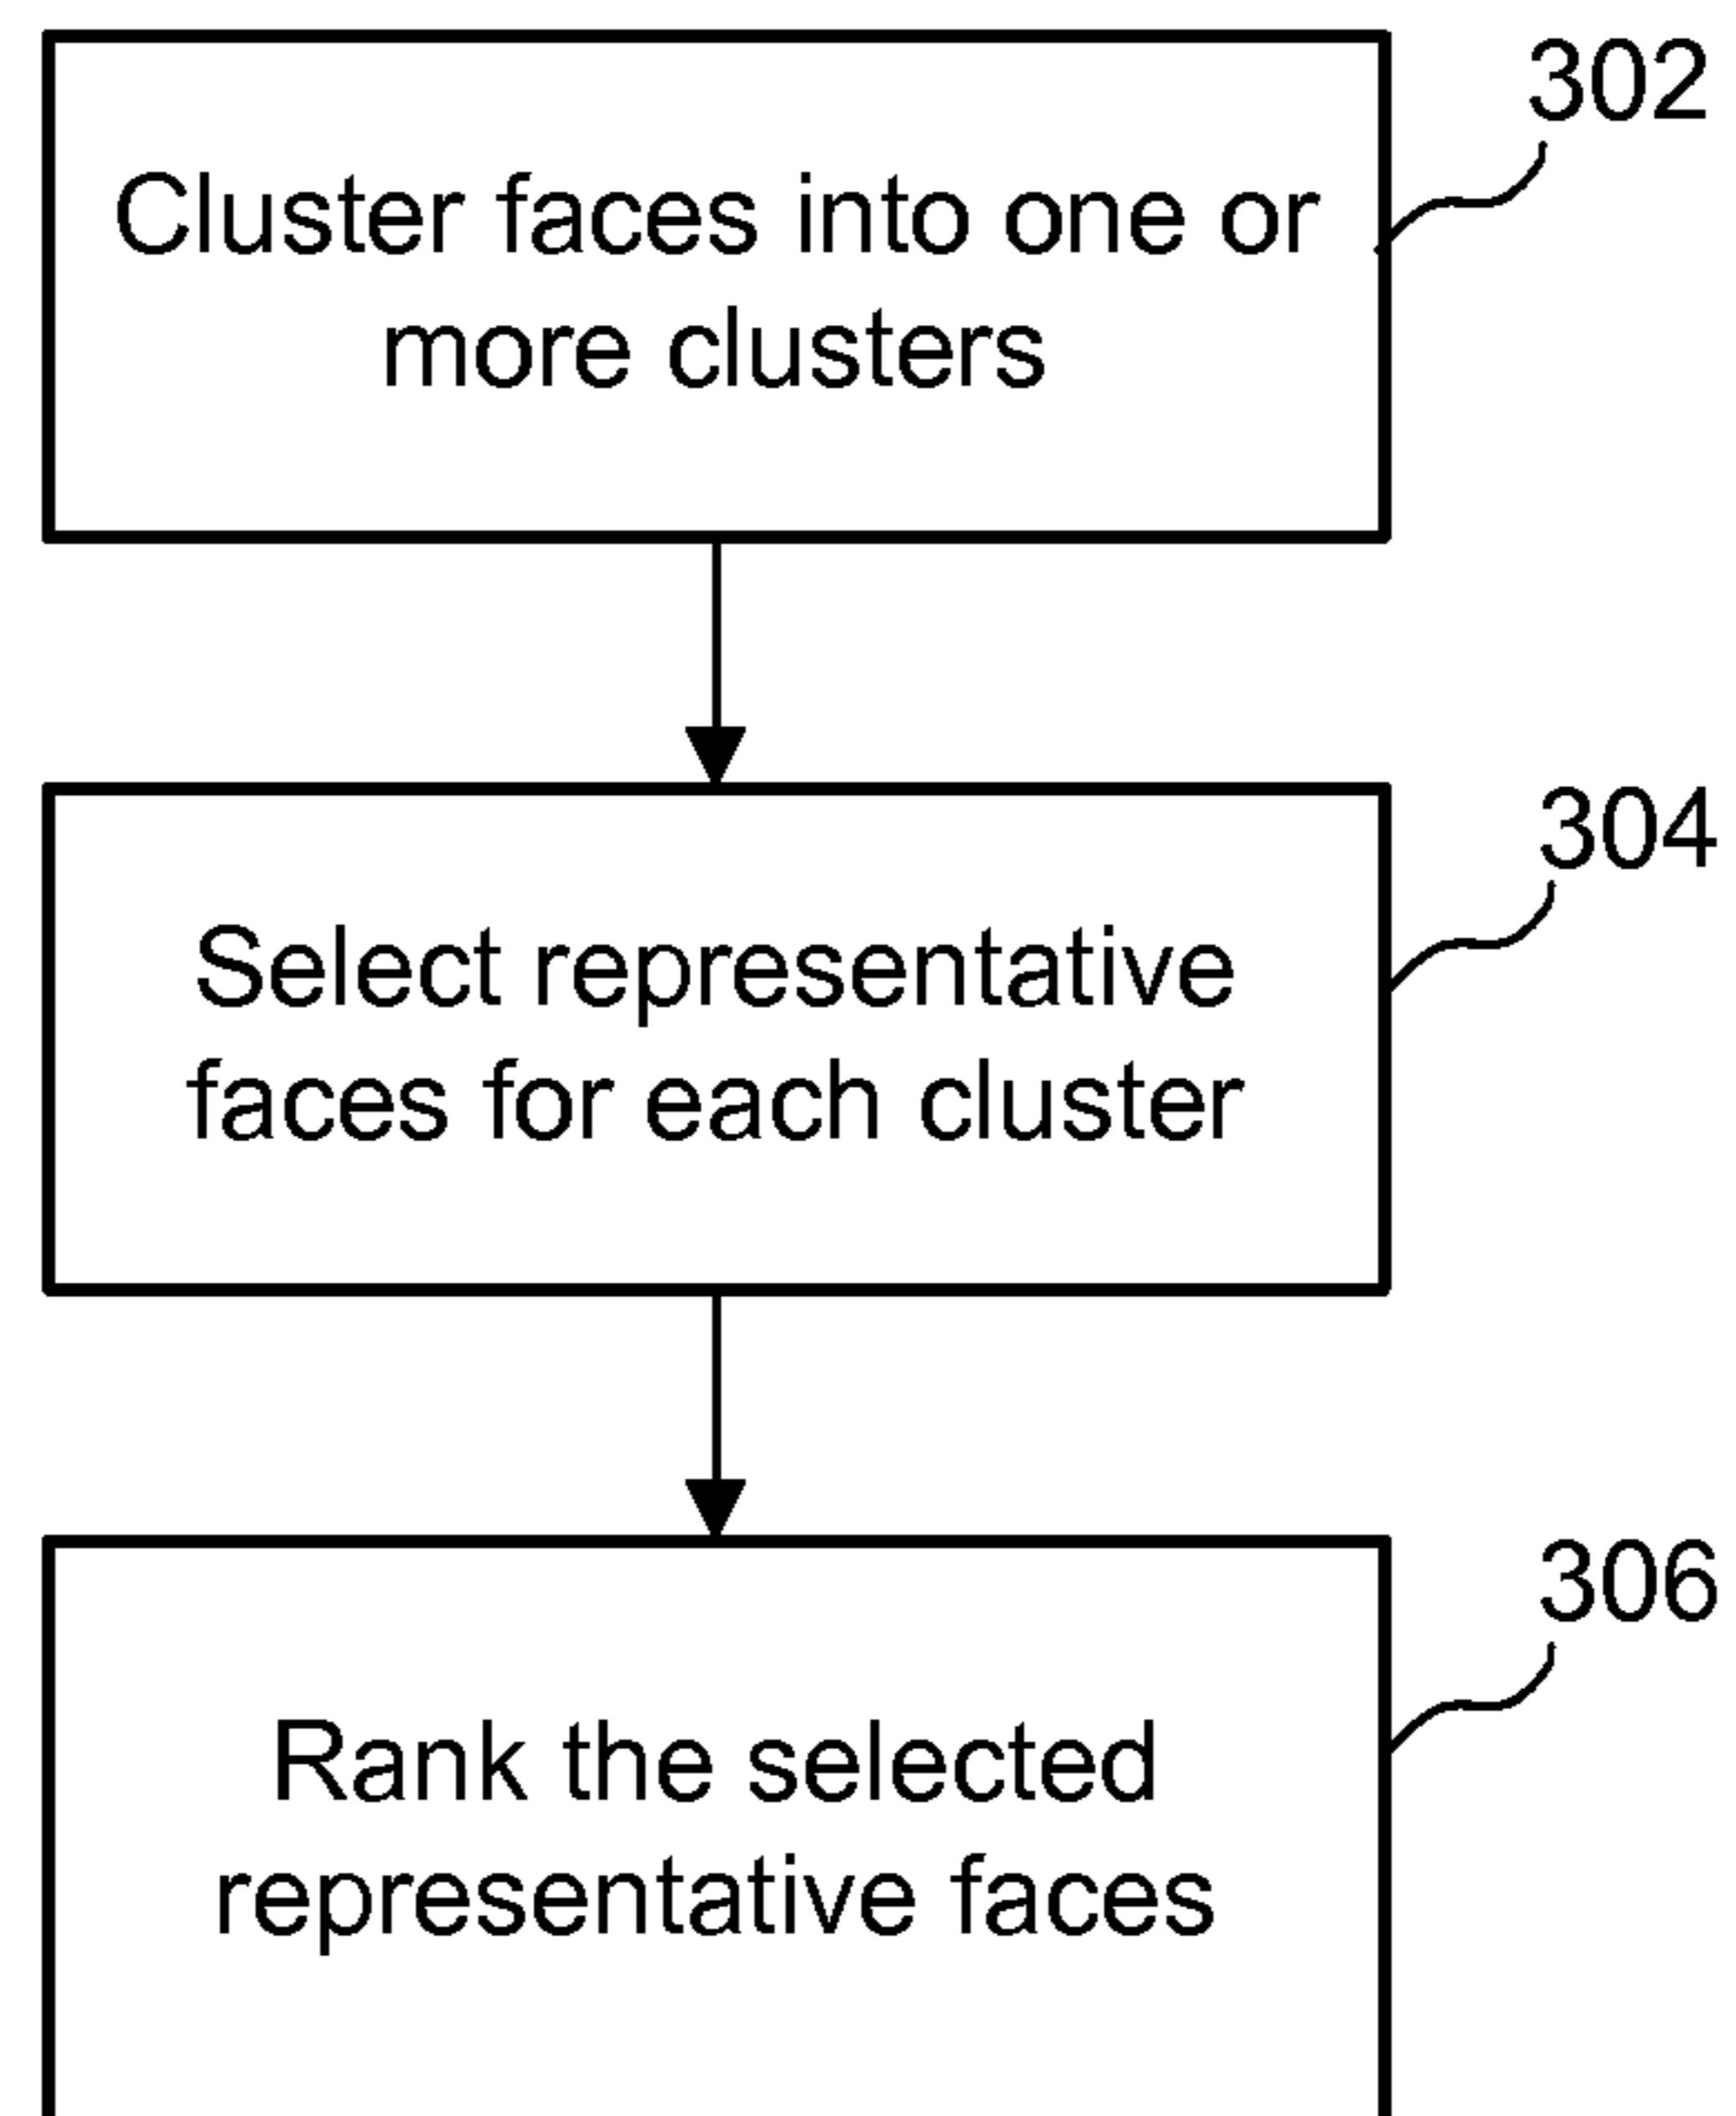 302
Cluster faces into one or
more clusters
304
Select representative
faces for each cluster
306
Rank the selected
representative faces